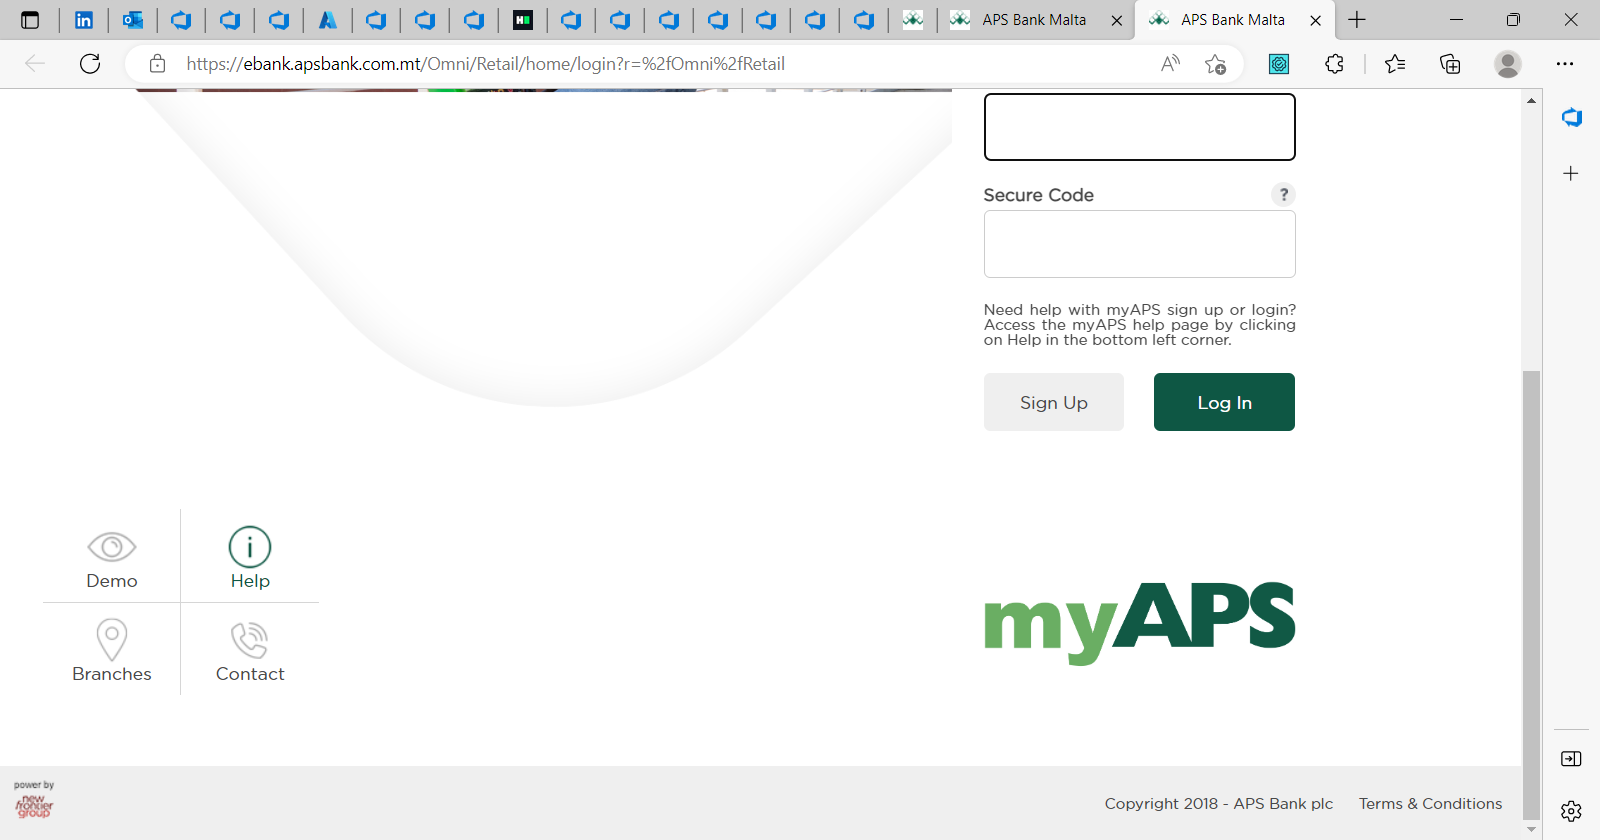 APS Bank Malta
APS Bank Malta
https://ebank.apsbank.com.mt/Omni/Retail/home/login?r=%2fOmni%2fRetail
Secure Code
?
Need help with myAPS sign up or login?
Access the myAPS help page by clicking
on Help in the bottom left corner.
Sign Up
Log In
Demo
Help
Branches
Contact
myAPS
power by
new
frontier
group
Copyright 2018 - APS Bank plc
Terms & Conditions